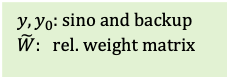 y, y₀: sino and backup
W̃: rel. weight matrix